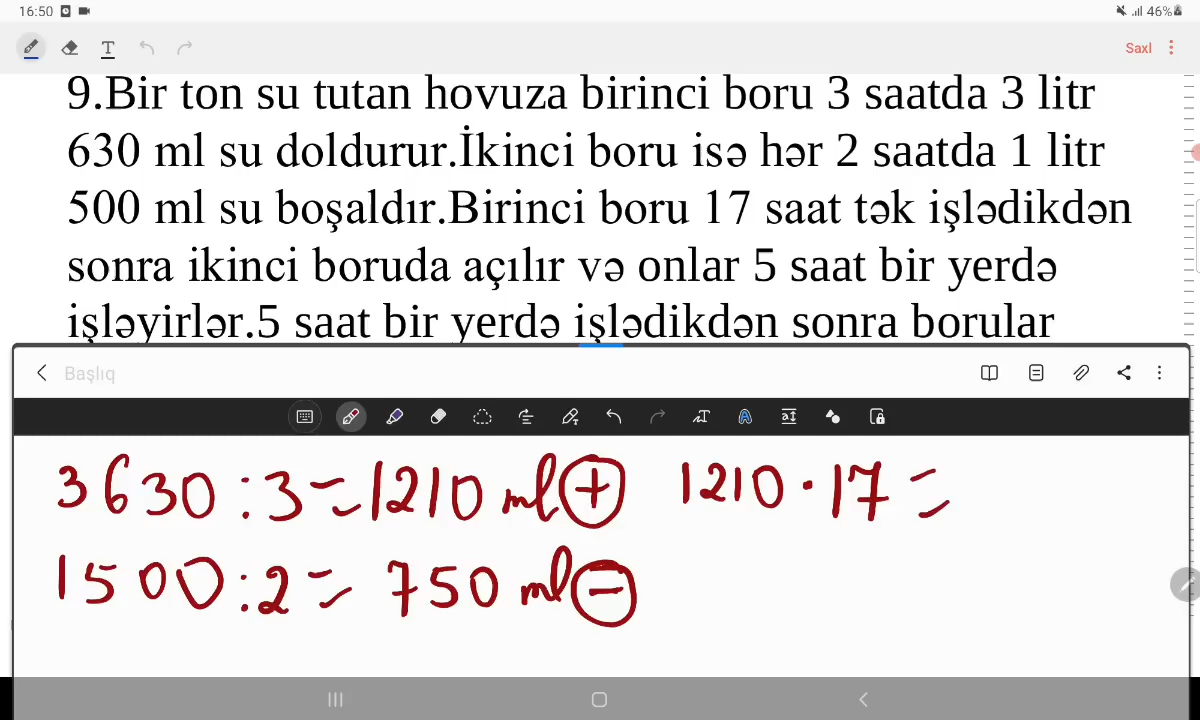 16:50
46%
Saxl
9.Bir ton su tutan hovuza birinci boru 3 saatda 3 litr
630 ml su doldurur.İkinci boru isə hər 2 saatda 1 litr
500 ml su boşaldır.Birinci boru 17 saat tək işlədikdən
sonra ikinci boruda açılır və onlar 5 saat bir yerdə
işləyirlər.5 saat bir yerdə işlədikdən sonra borular
Başlıq
3630:3=1210 ml + 1210·17=
1500:2=750 ml −